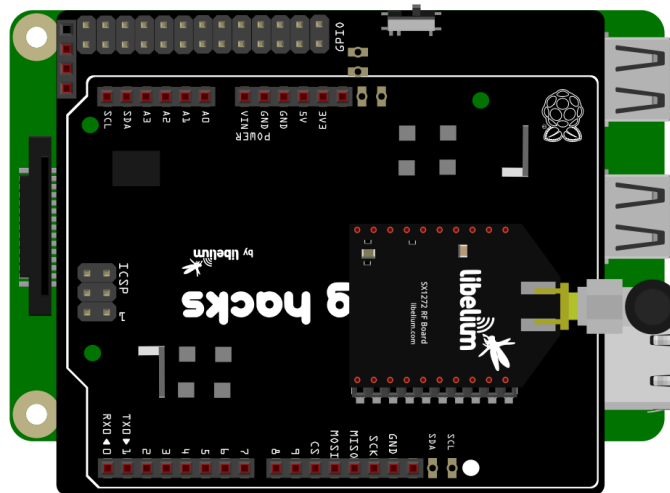 GPIO
SCL
SDA
A3
A2
A1
A0
VIN
GND
GND
5V
3V3
POWER
by libelium
g hacks
ICSP
1
SX1272 RF Board
libelium.com
libelium
RXD ◀ 0
TXD ▶ 1
2
3
4
5
6
7
8
9
CS
MOSI
MISO
SCK
GND
SDA
SCL